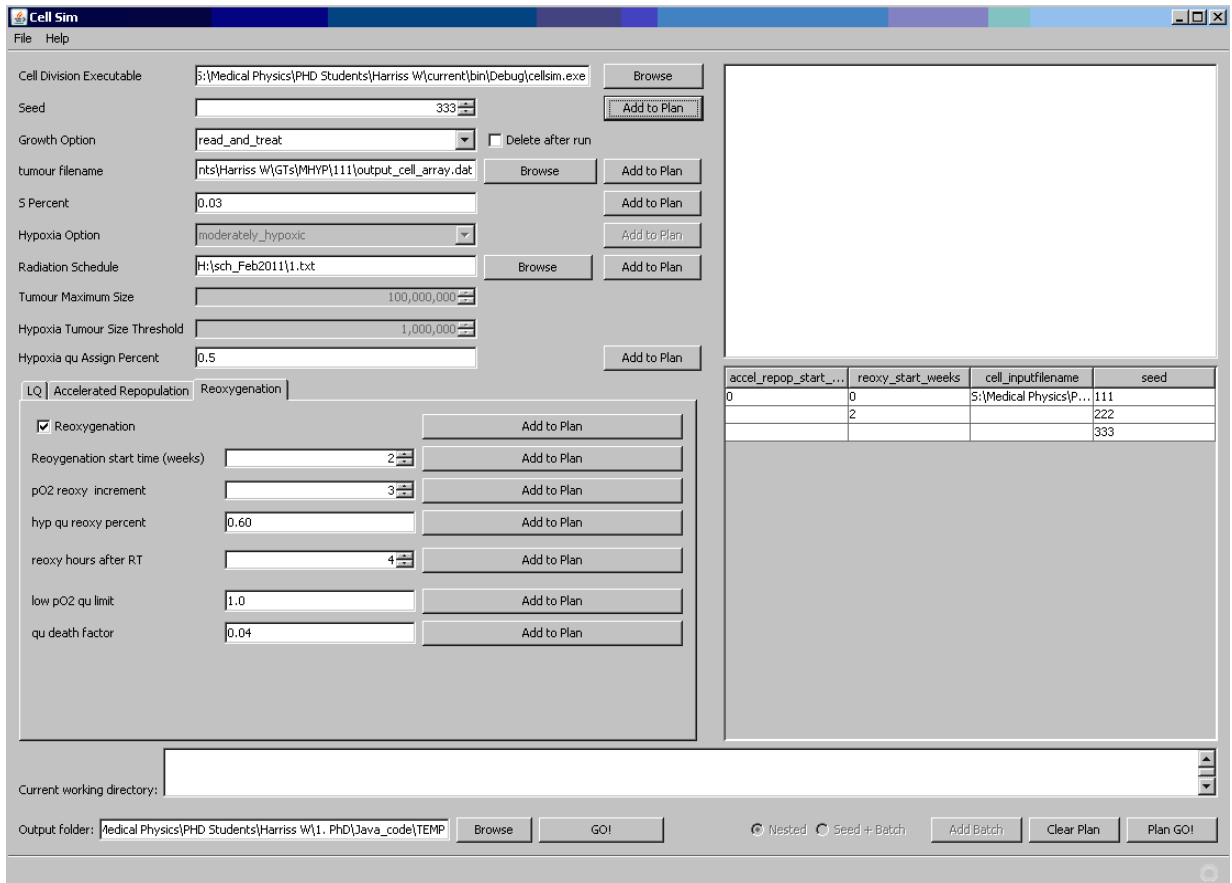 Cell Sim
File Help
Cell Division Executable 5:\Medical Physics\PHD Students\Harriss W\current\bin\Debug\cellsim.exe Browse
Seed 333 Add to Plan
Growth Option read_and_treat Delete after run
tumour filename nts\Harriss W\GTs\MHYP\111\output_cell_array.dat Browse Add to Plan
S Percent 0.03 Add to Plan
Hypoxia Option moderately_hypoxic Add to Plan
Radiation Schedule H:\sch_Feb2011\1.txt Browse Add to Plan
Tumour Maximum Size 100,000,000
Hypoxia Tumour Size Threshold 1,000,000
Hypoxia qu Assign Percent 0.5 Add to Plan
LQ Accelerated Repopulation Reoxygenation
Reoxygenation Add to Plan
Reoygenation start time (weeks) 2 Add to Plan
pO2 reoxy increment 3 Add to Plan
hyp qu reoxy percent 0.60 Add to Plan
reoxy hours after RT 4 Add to Plan
low pO2 qu limit 1.0 Add to Plan
qu death factor 0.04 Add to Plan
accel_repop_start_... reoxy_start_weeks cell_inputfilename seed
0 0 S:\Medical Physics\P... 111
2 222
333
Current working directory:
Output folder: Medical Physics\PHD Students\Harriss W\1. PhD\Java_code\TEMP Browse GO! Nested Seed + Batch Add Batch Clear Plan Plan GO!